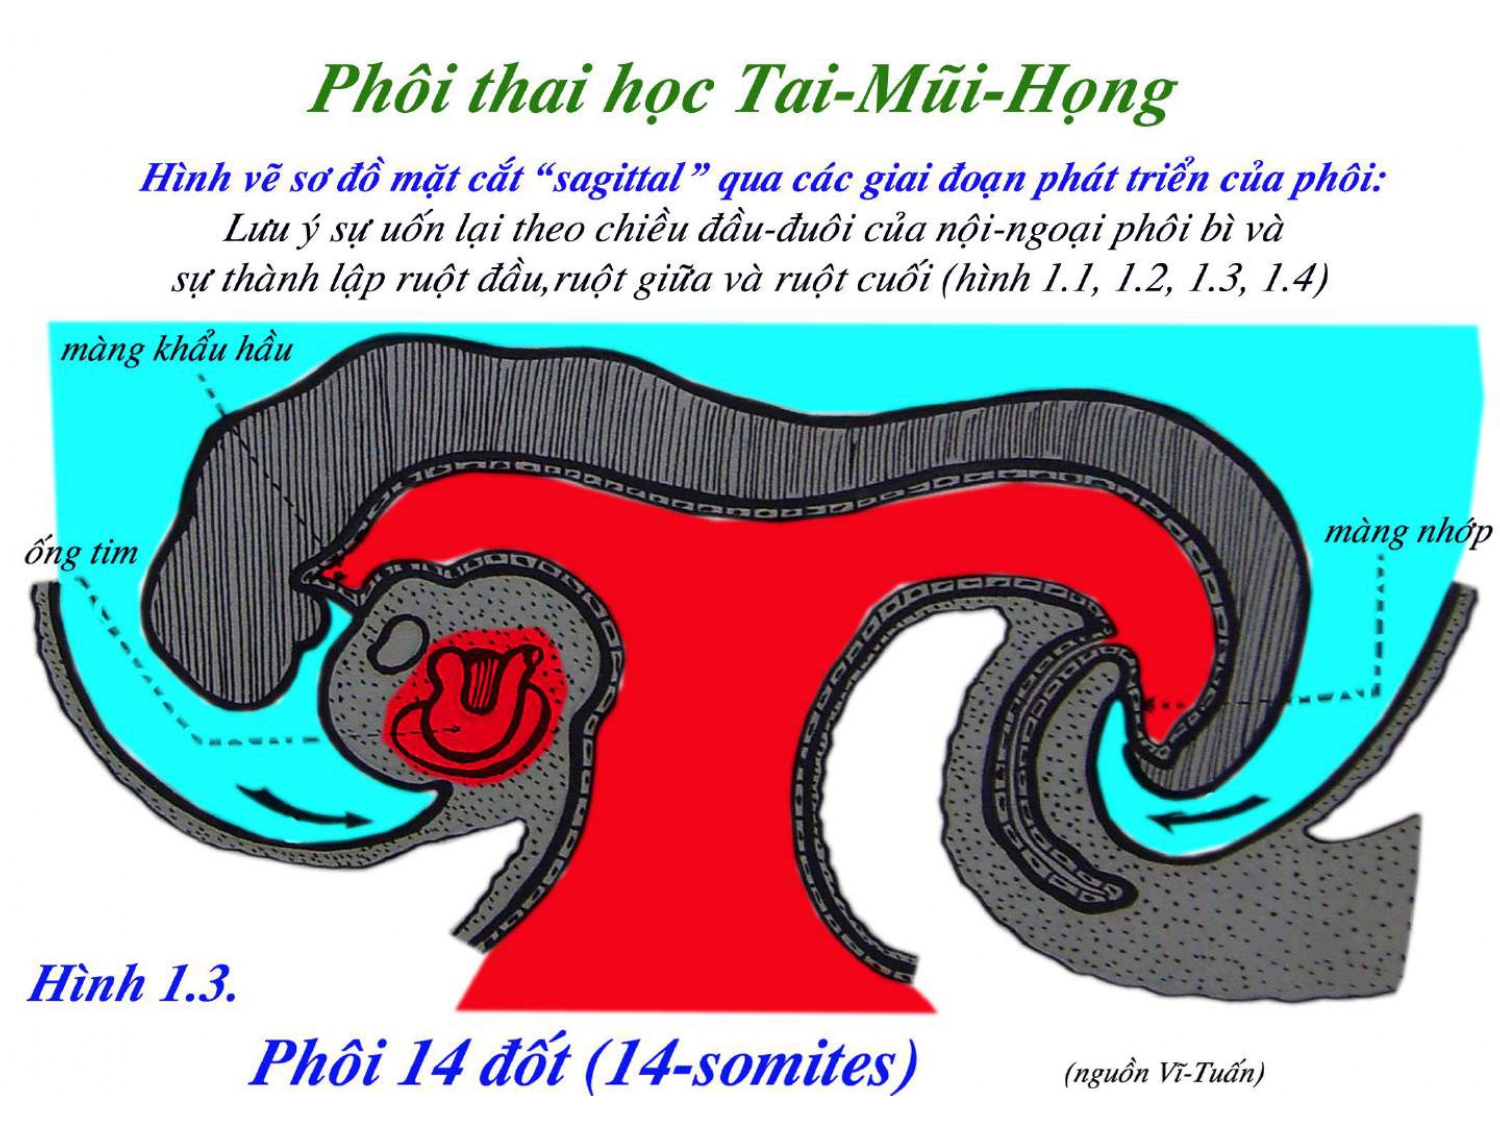 Phôi thai học Tai-Mũi-Họng
Hình vẽ sơ đồ mặt cắt “sagittal” qua các giai đoạn phát triển của phôi:
Lưu ý sự uốn lại theo chiều đầu-đuôi của nội-ngoại phôi bì và
sự thành lập ruột đầu,ruột giữa và ruột cuối (hình 1.1, 1.2, 1.3, 1.4)
màng khẩu hầu
ống tim
màng nhớp
Hình 1.3.
Phôi 14 đốt (14-somites)
(nguồn Vĩ-Tuấn)